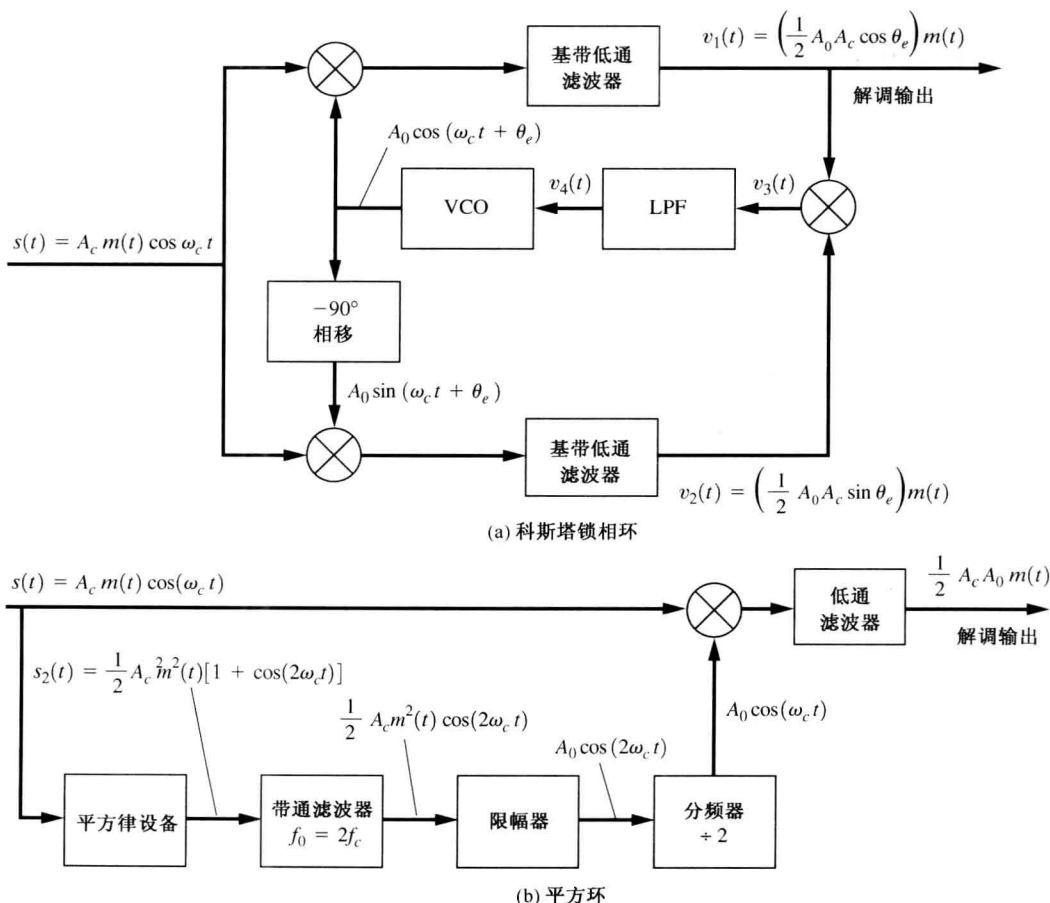 v₁(t) = (1/2 A₀A_c cos θ_e) m(t)
基带低通
滤波器
解调输出
A₀ cos (ω_c t + θ_e)
v₄(t)
v₃(t)
VCO
LPF
s(t) = A_c m(t) cos ω_c t
−90°
相移
A₀ sin (ω_c t + θ_e)
基带低通
滤波器
v₂(t) = (1/2 A₀A_c sin θ_e) m(t)
(a) 科斯塔锁相环
s(t) = A_c m(t) cos(ω_c t)
1/2 A_c A₀ m(t)
低通
滤波器
解调输出
s₂(t) = 1/2 A_c² m²(t)[1 + cos(2ω_c t)]
1/2 A_c m²(t) cos(2ω_c t)
A₀ cos (2ω_c t)
A₀ cos(ω_c t)
平方律设备
带通滤波器
f₀ = 2f_c
限幅器
分频器
÷ 2
(b) 平方环